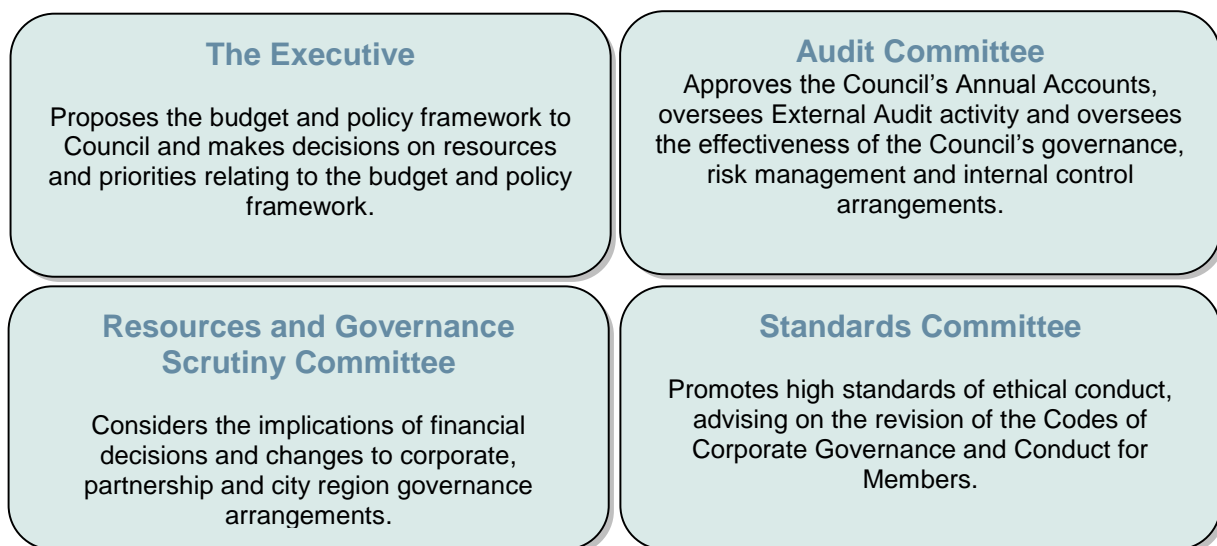 The Executive
Proposes the budget and policy framework to
Council and makes decisions on resources
and priorities relating to the budget and policy
framework.
Audit Committee
Approves the Council’s Annual Accounts,
oversees External Audit activity and oversees
the effectiveness of the Council’s governance,
risk management and internal control
arrangements.
Resources and Governance
Scrutiny Committee
Considers the implications of financial
decisions and changes to corporate,
partnership and city region governance
arrangements.
Standards Committee
Promotes high standards of ethical conduct,
advising on the revision of the Codes of
Corporate Governance and Conduct for
Members.